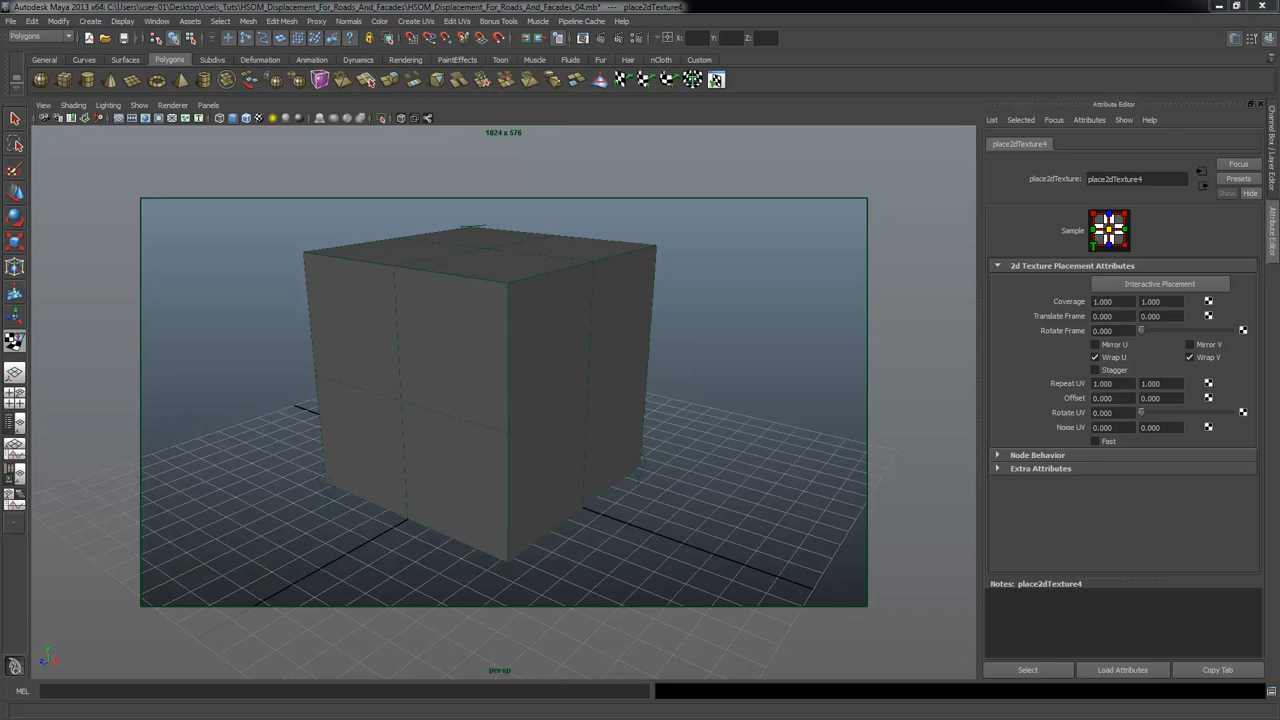 Autodesk Maya 2013 x64: C:\Users\user-01\Desktop\Joels_Tuts\HSOM_Displacement_For_Roads_And_Facades\HSOM_Displacement_For_Roads_And_Facades_04.mb* --- place2dTexture4
File Edit Modify Create Display Window Assets Select Mesh Edit Mesh Proxy Normals Color Create UVs Edit UVs Bonus Tools Muscle Pipeline Cache Help
Polygons X: Y: Z:
General Curves Surfaces Polygons Subdivs Deformation Animation Dynamics Rendering PaintEffects Toon Muscle Fluids Fur Hair nCloth Custom
View Shading Lighting Show Renderer Panels
1024 x 576
persp
Attribute Editor
List Selected Focus Attributes Show Help
place2dTexture4
Focus
place2dTexture: place2dTexture4 Presets
Show Hide
Sample
2d Texture Placement Attributes
Interactive Placement
Coverage 1.000 1.000
Translate Frame 0.000 0.000
Rotate Frame 0.000
Mirror U Mirror V
Wrap U Wrap V
Stagger
Repeat UV 1.000 1.000
Offset 0.000 0.000
Rotate UV 0.000
Noise UV 0.000 0.000
Fast
Node Behavior
Extra Attributes
Notes: place2dTexture4
Select Load Attributes Copy Tab
Channel Box / Layer Editor
Attribute Editor
MEL